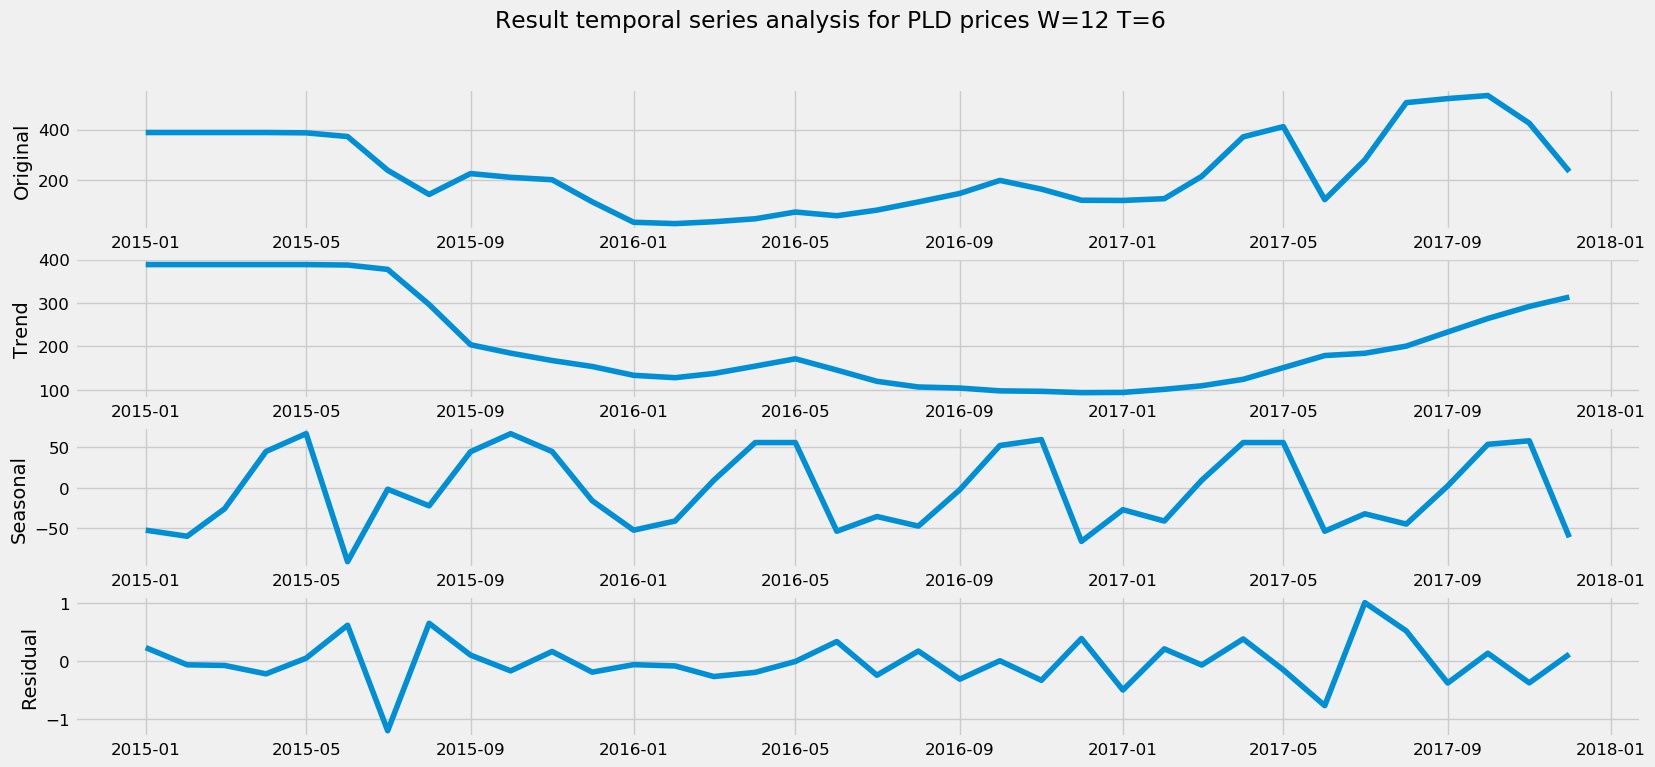 Result temporal series analysis for PLD prices W=12 T=6
Original
400
200
2015-01 2015-05 2015-09 2016-01 2016-05 2016-09 2017-01 2017-05 2017-09 2018-01
Trend
400
300
200
100
2015-01 2015-05 2015-09 2016-01 2016-05 2016-09 2017-01 2017-05 2017-09 2018-01
Seasonal
50
0
−50
2015-01 2015-05 2015-09 2016-01 2016-05 2016-09 2017-01 2017-05 2017-09 2018-01
Residual
1
0
−1
2015-01 2015-05 2015-09 2016-01 2016-05 2016-09 2017-01 2017-05 2017-09 2018-01